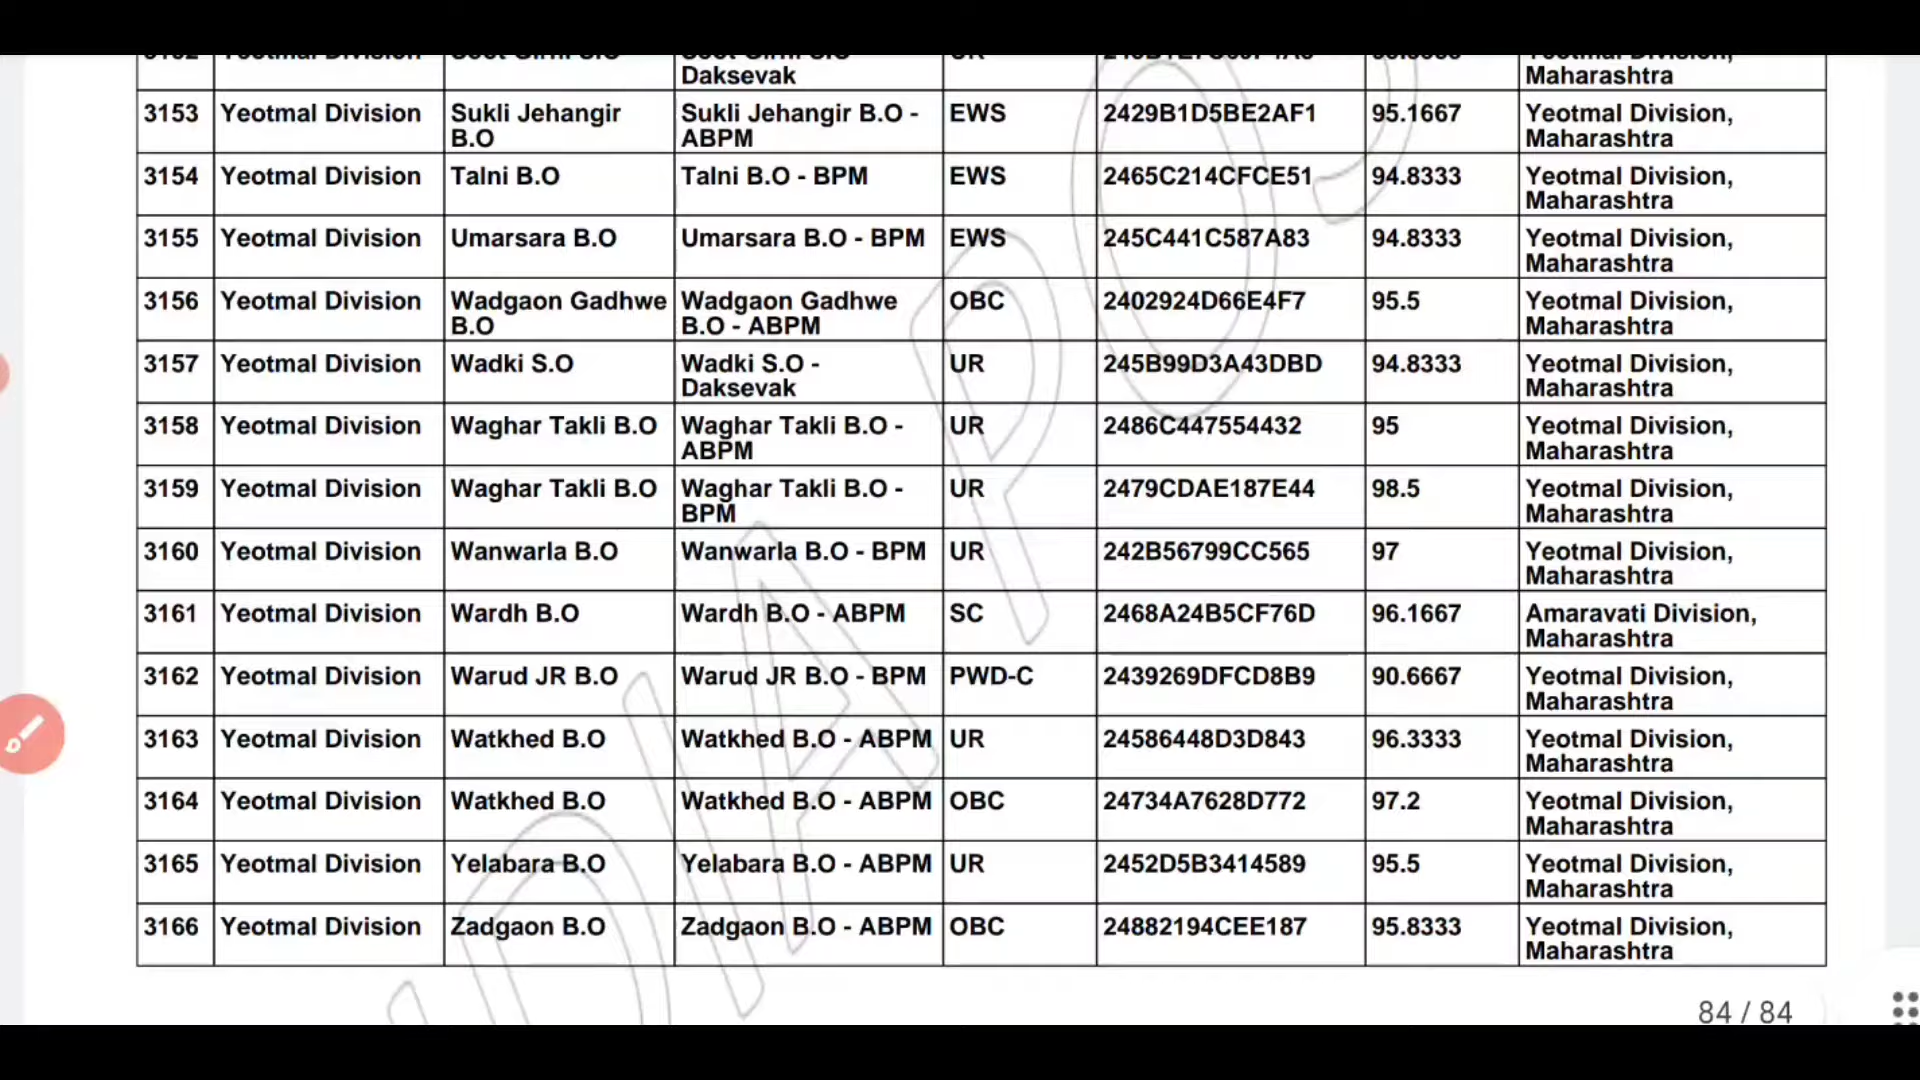 Daksevak Maharashtra
3153 Yeotmal Division Sukli Jehangir Sukli Jehangir B.O - EWS 2429B1D5BE2AF1 95.1667 Yeotmal Division,
B.O ABPM Maharashtra
3154 Yeotmal Division Talni B.O Talni B.O - BPM EWS 2465C214CFCE51 94.8333 Yeotmal Division,
Maharashtra
3155 Yeotmal Division Umarsara B.O Umarsara B.O - BPM EWS 245C441C587A83 94.8333 Yeotmal Division,
Maharashtra
3156 Yeotmal Division Wadgaon Gadhwe Wadgaon Gadhwe OBC 2402924D66E4F7 95.5 Yeotmal Division,
B.O B.O - ABPM Maharashtra
3157 Yeotmal Division Wadki S.O Wadki S.O - UR 245B99D3A43DBD 94.8333 Yeotmal Division,
Daksevak Maharashtra
3158 Yeotmal Division Waghar Takli B.O Waghar Takli B.O - UR 2486C447554432 95 Yeotmal Division,
ABPM Maharashtra
3159 Yeotmal Division Waghar Takli B.O Waghar Takli B.O - UR 2479CDAE187E44 98.5 Yeotmal Division,
BPM Maharashtra
3160 Yeotmal Division Wanwarla B.O Wanwarla B.O - BPM UR 242B56799CC565 97 Yeotmal Division,
Maharashtra
3161 Yeotmal Division Wardh B.O Wardh B.O - ABPM SC 2468A24B5CF76D 96.1667 Amaravati Division,
Maharashtra
3162 Yeotmal Division Warud JR B.O Warud JR B.O - BPM PWD-C 2439269DFCD8B9 90.6667 Yeotmal Division,
Maharashtra
3163 Yeotmal Division Watkhed B.O Watkhed B.O - ABPM UR 24586448D3D843 96.3333 Yeotmal Division,
Maharashtra
3164 Yeotmal Division Watkhed B.O Watkhed B.O - ABPM OBC 24734A7628D772 97.2 Yeotmal Division,
Maharashtra
3165 Yeotmal Division Yelabara B.O Yelabara B.O - ABPM UR 2452D5B3414589 95.5 Yeotmal Division,
Maharashtra
3166 Yeotmal Division Zadgaon B.O Zadgaon B.O - ABPM OBC 24882194CEE187 95.8333 Yeotmal Division,
Maharashtra
84 / 84